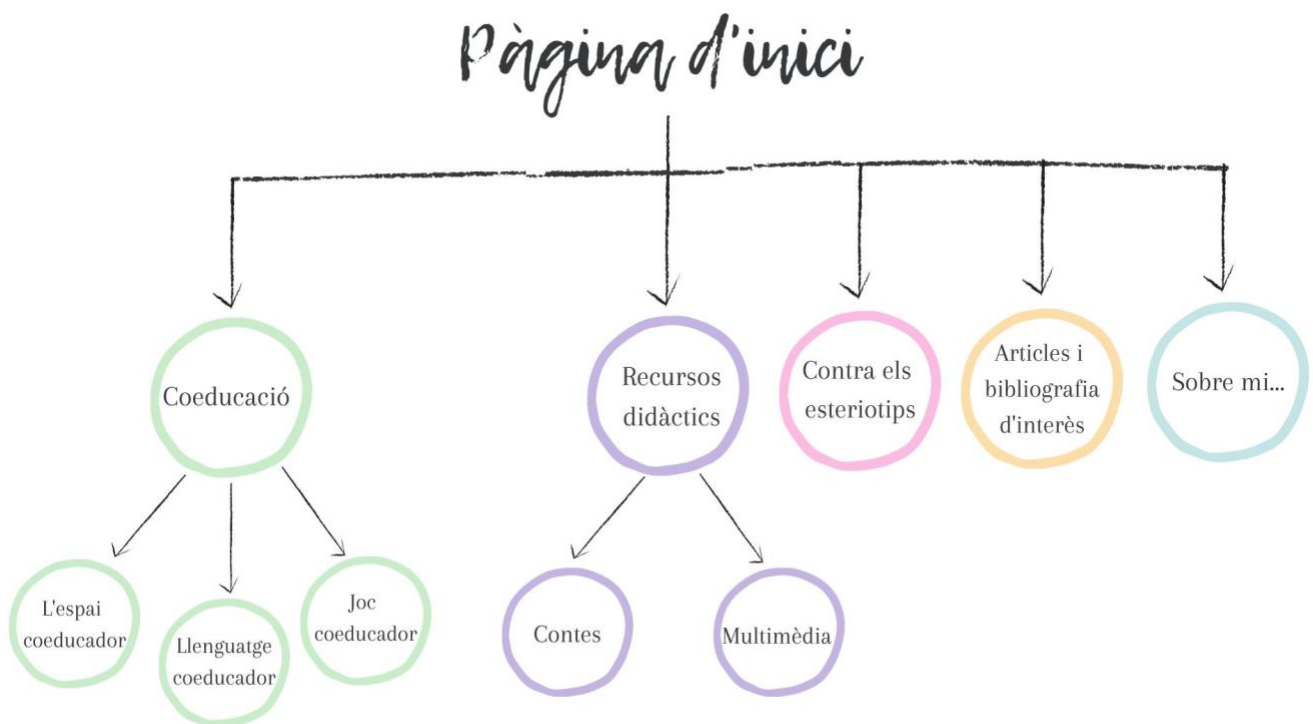 Pàgina d'inici
Coeducació
Recursos
didàctics
Contra els
esteriotips
Articles i
bibliografia
d'interès
Sobre mi...
L'espai
coeducador
Llenguatge
coeducador
Joc
coeducador
Contes
Multimèdia